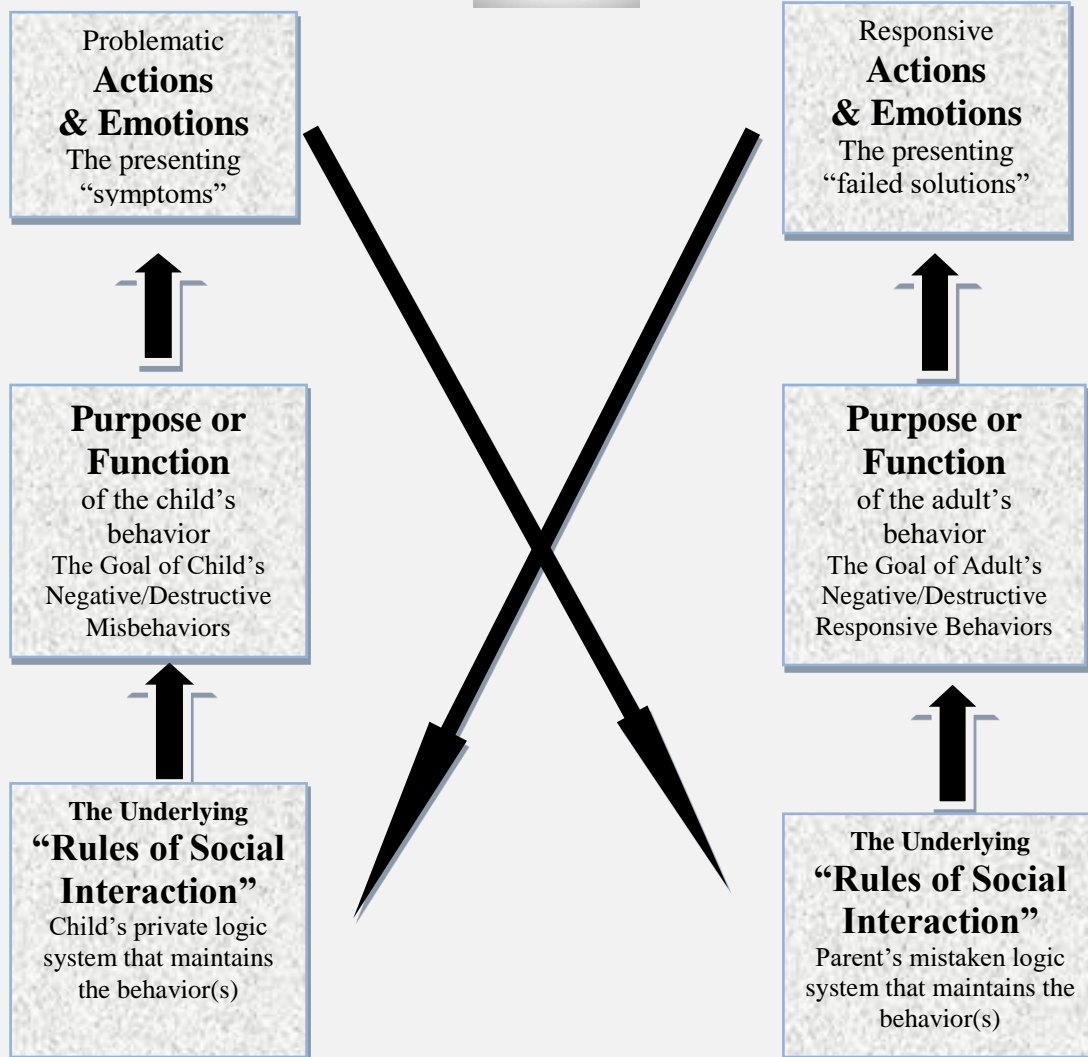 Problematic
Actions
& Emotions
The presenting
“symptoms”
Responsive
Actions
& Emotions
The presenting
“failed solutions”
Purpose or
Function
of the child’s
behavior
The Goal of Child’s
Negative/Destructive
Misbehaviors
Purpose or
Function
of the adult’s
behavior
The Goal of Adult’s
Negative/Destructive
Responsive Behaviors
The Underlying
“Rules of Social
Interaction”
Child’s private logic
system that maintains
the behavior(s)
The Underlying
“Rules of Social
Interaction”
Parent’s mistaken logic
system that maintains the
behavior(s)